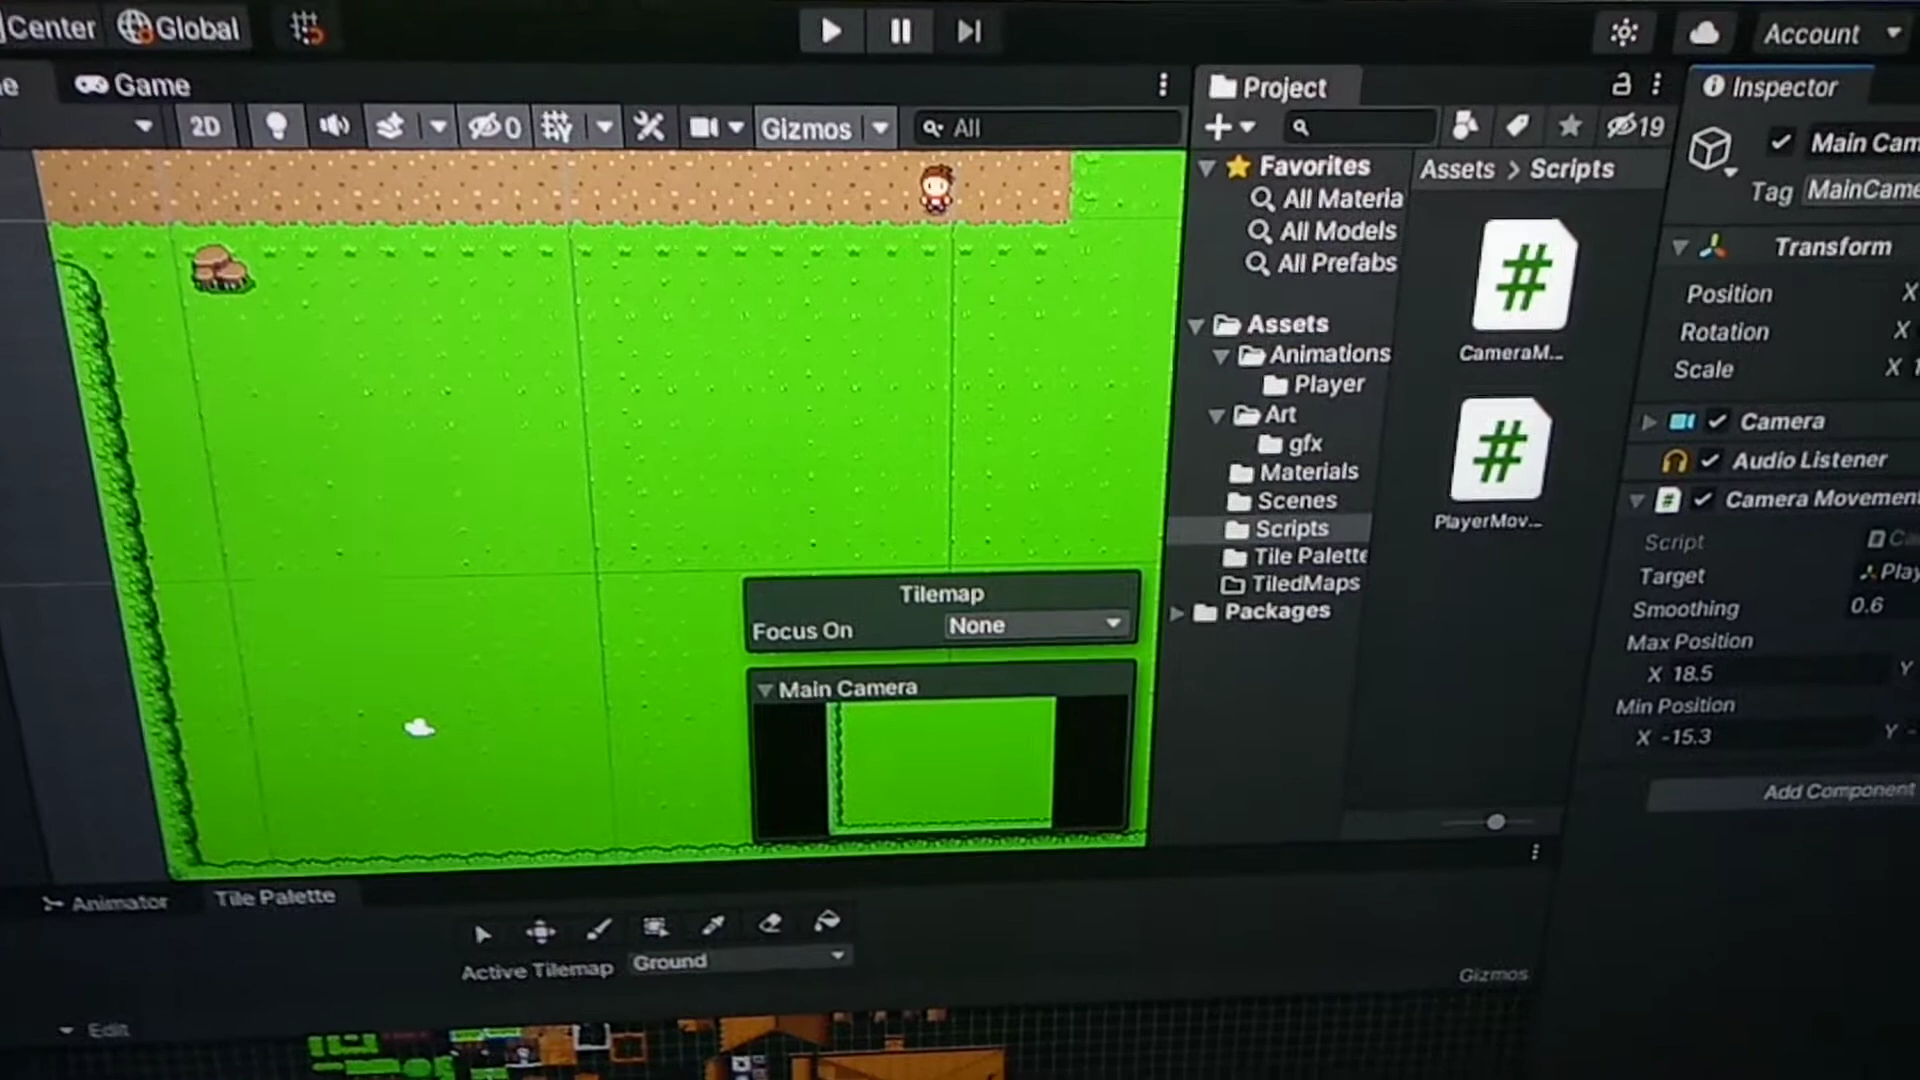 Center Global
Account
Game
2D
0
Gizmos
All
Project
19
Favorites
All Materia
All Models
All Prefabs
Assets
Animations
Player
Art
gfx
Materials
Scenes
Scripts
Tile Palette
TiledMaps
Packages
Assets > Scripts
CameraM...
PlayerMov...
Inspector
Main Cam
Tag MainCame
Transform
Position X
Rotation X
Scale X 1
Camera
Audio Listener
Camera Movement
Script
Target Play
Smoothing 0.6
Max Position
X 18.5 Y
Min Position
X -15.3 Y -
Add Component
Tilemap
Focus On None
Main Camera
Animator Tile Palette
Active Tilemap Ground
Gizmos
Edit